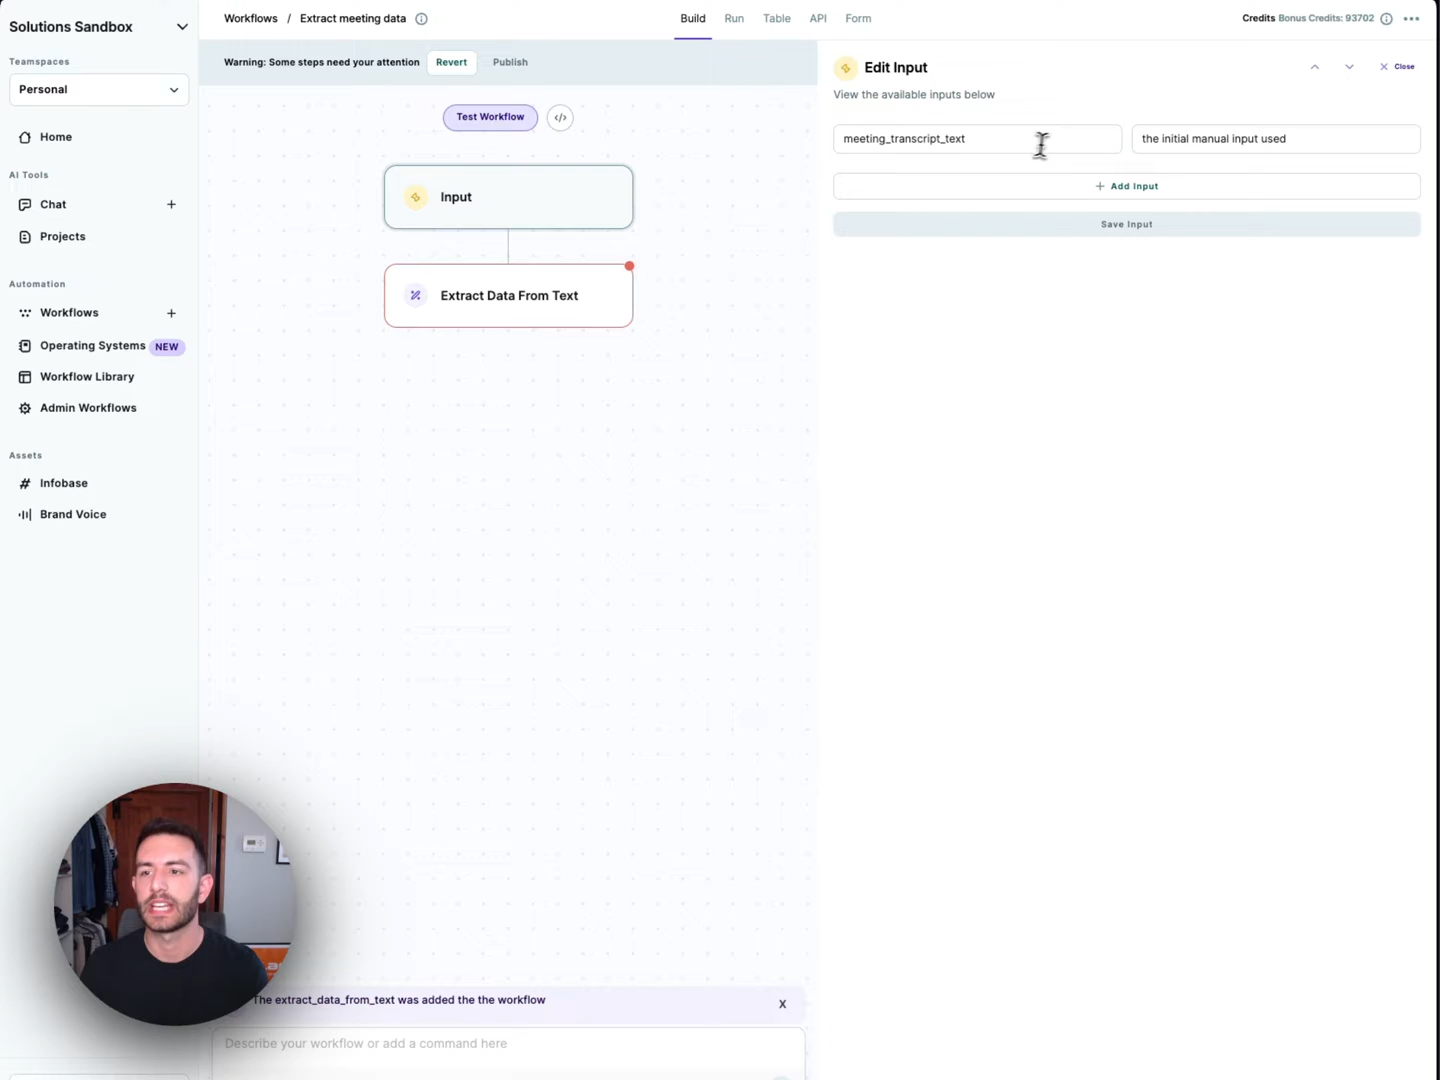 Solutions Sandbox
Teamspaces
Personal
Home
AI Tools
Chat
Projects
Automation
Workflows
Operating Systems NEW
Workflow Library
Admin Workflows
Assets
Infobase
Brand Voice
Workflows / Extract meeting data
Build Run Table API Form
Credits Bonus Credits: 93702
Warning: Some steps need your attention Revert Publish
Test Workflow </>
Input
Extract Data From Text
The extract_data_from_text was added the the workflow X
Describe your workflow or add a command here
Edit Input
Close
View the available inputs below
meeting_transcript_text
the initial manual input used
+ Add Input
Save Input